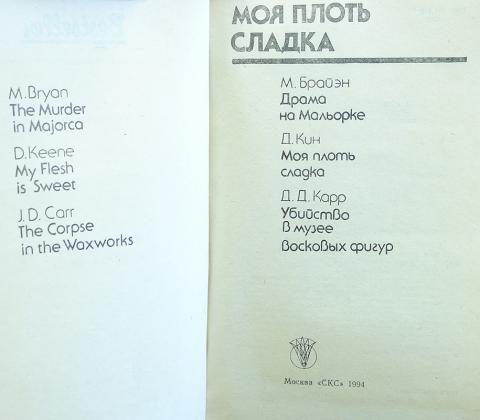 M. Bryan
The Murder
in Majorca
D. Keene
My Flesh
is Sweet
J. D. Carr
The Corpse
in the Waxworks
МОЯ ПЛОТЬ
СЛАДКА
М. Брайэн
Драма
на Мальорке
Д. Кин
Моя плоть
сладка
Д. Д. Карр
Убийство
в музее
восковых фигур
Москва «СКС» 1994